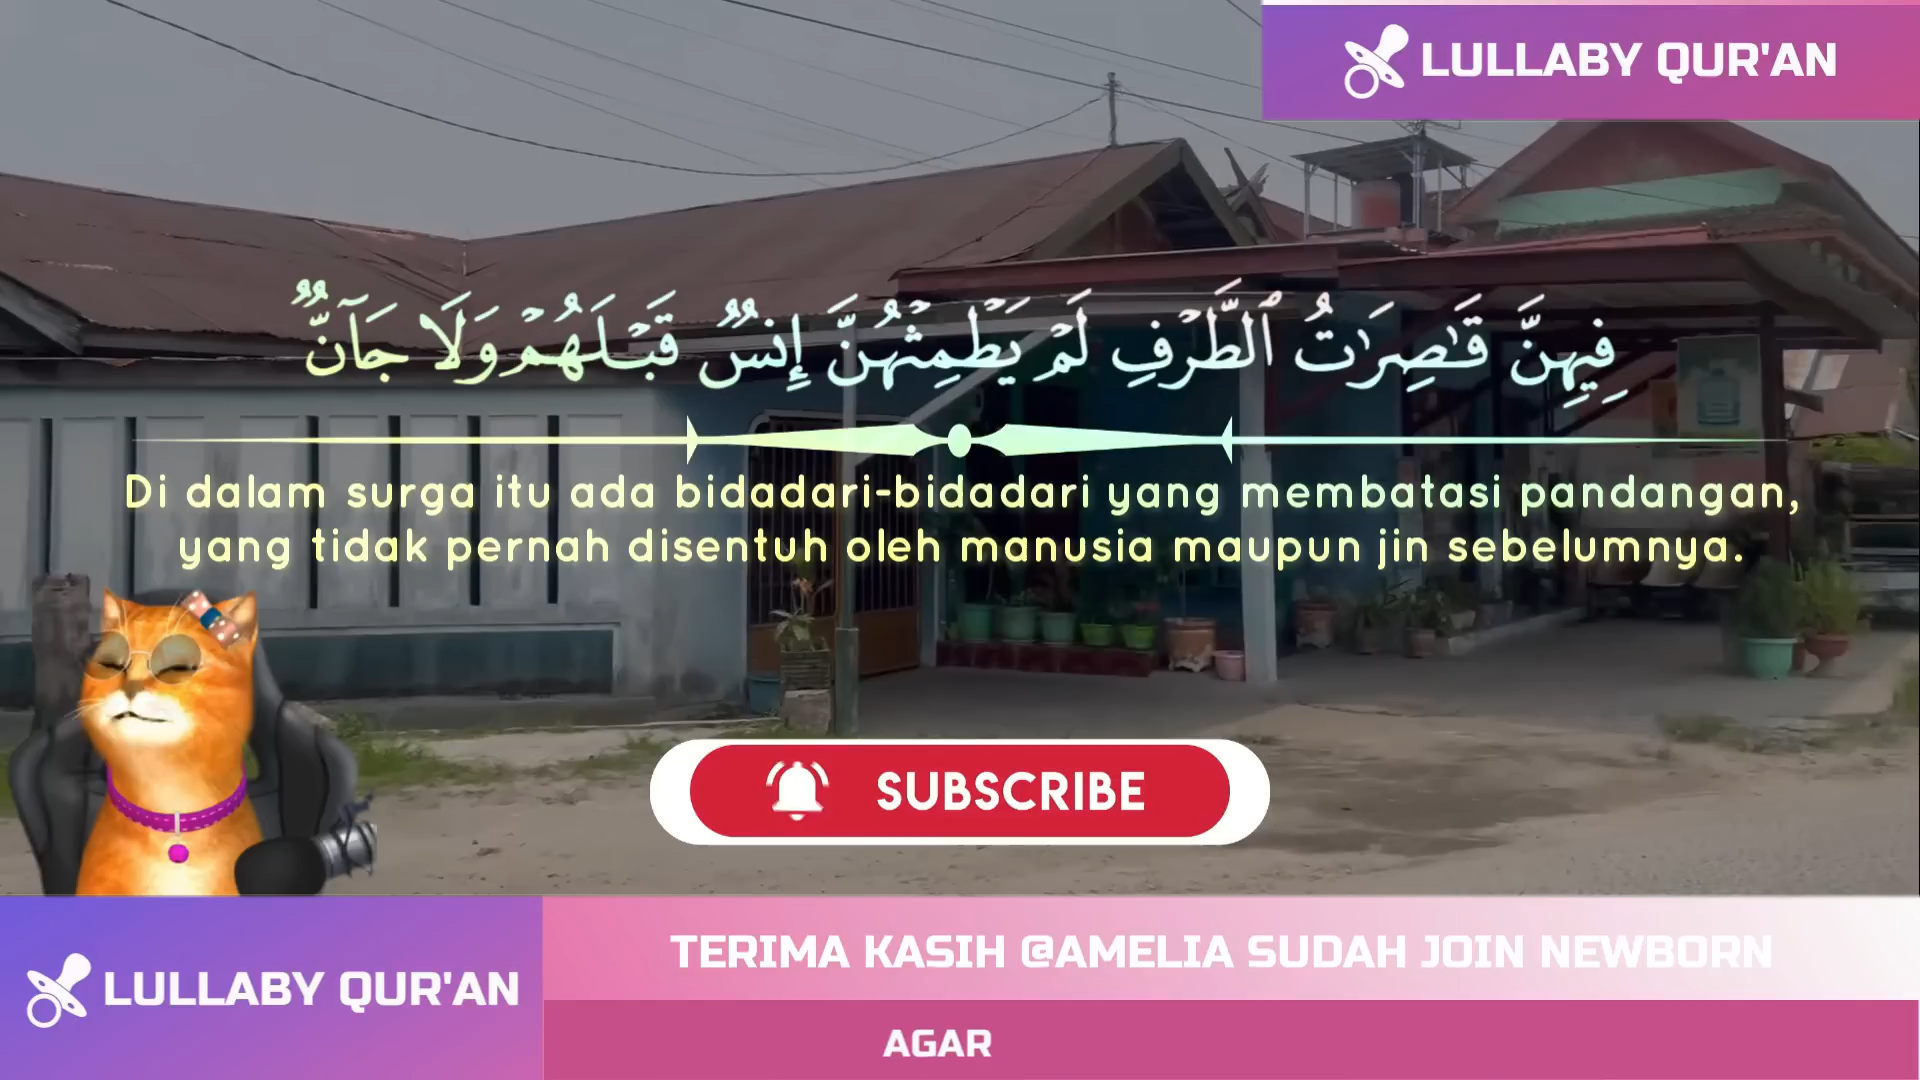 LULLABY QUR'AN
فِيهِنَّ قَٰصِرَٰتُ ٱلطَّرْفِ لَمْ يَطْمِثْهُنَّ إِنسٌ قَبْلَهُمْ وَلَا جَآنٌّ
Di dalam surga itu ada bidadari-bidadari yang membatasi pandangan,
yang tidak pernah disentuh oleh manusia maupun jin sebelumnya.
SUBSCRIBE
LULLABY QUR'AN
TERIMA KASIH @AMELIA SUDAH JOIN NEWBORN
AGAR